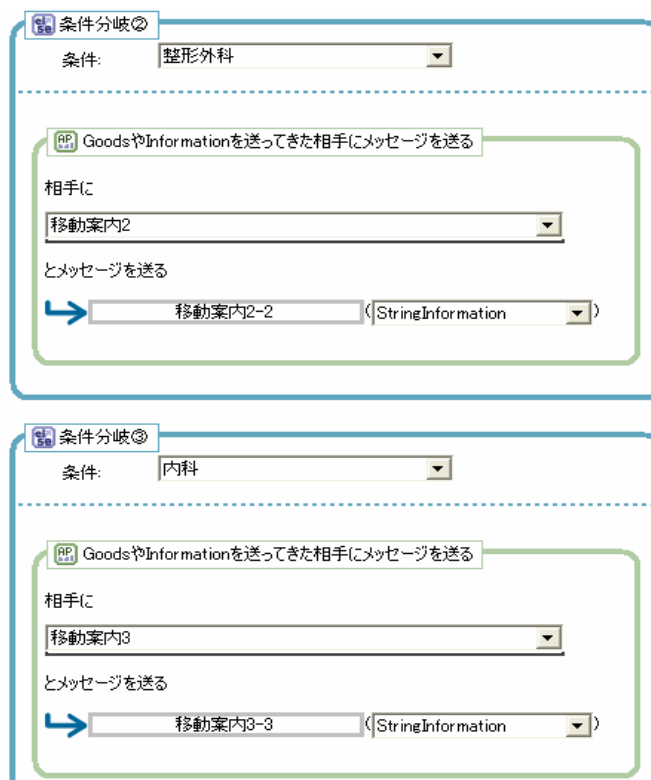 else 条件分岐②
条件: 整形外科
AP GoodsやInformationを送ってきた相手にメッセージを送る
相手に
移動案内2
とメッセージを送る
移動案内2-2 (StringInformation)
else 条件分岐③
条件: 内科
AP GoodsやInformationを送ってきた相手にメッセージを送る
相手に
移動案内3
とメッセージを送る
移動案内3-3 (StringInformation)